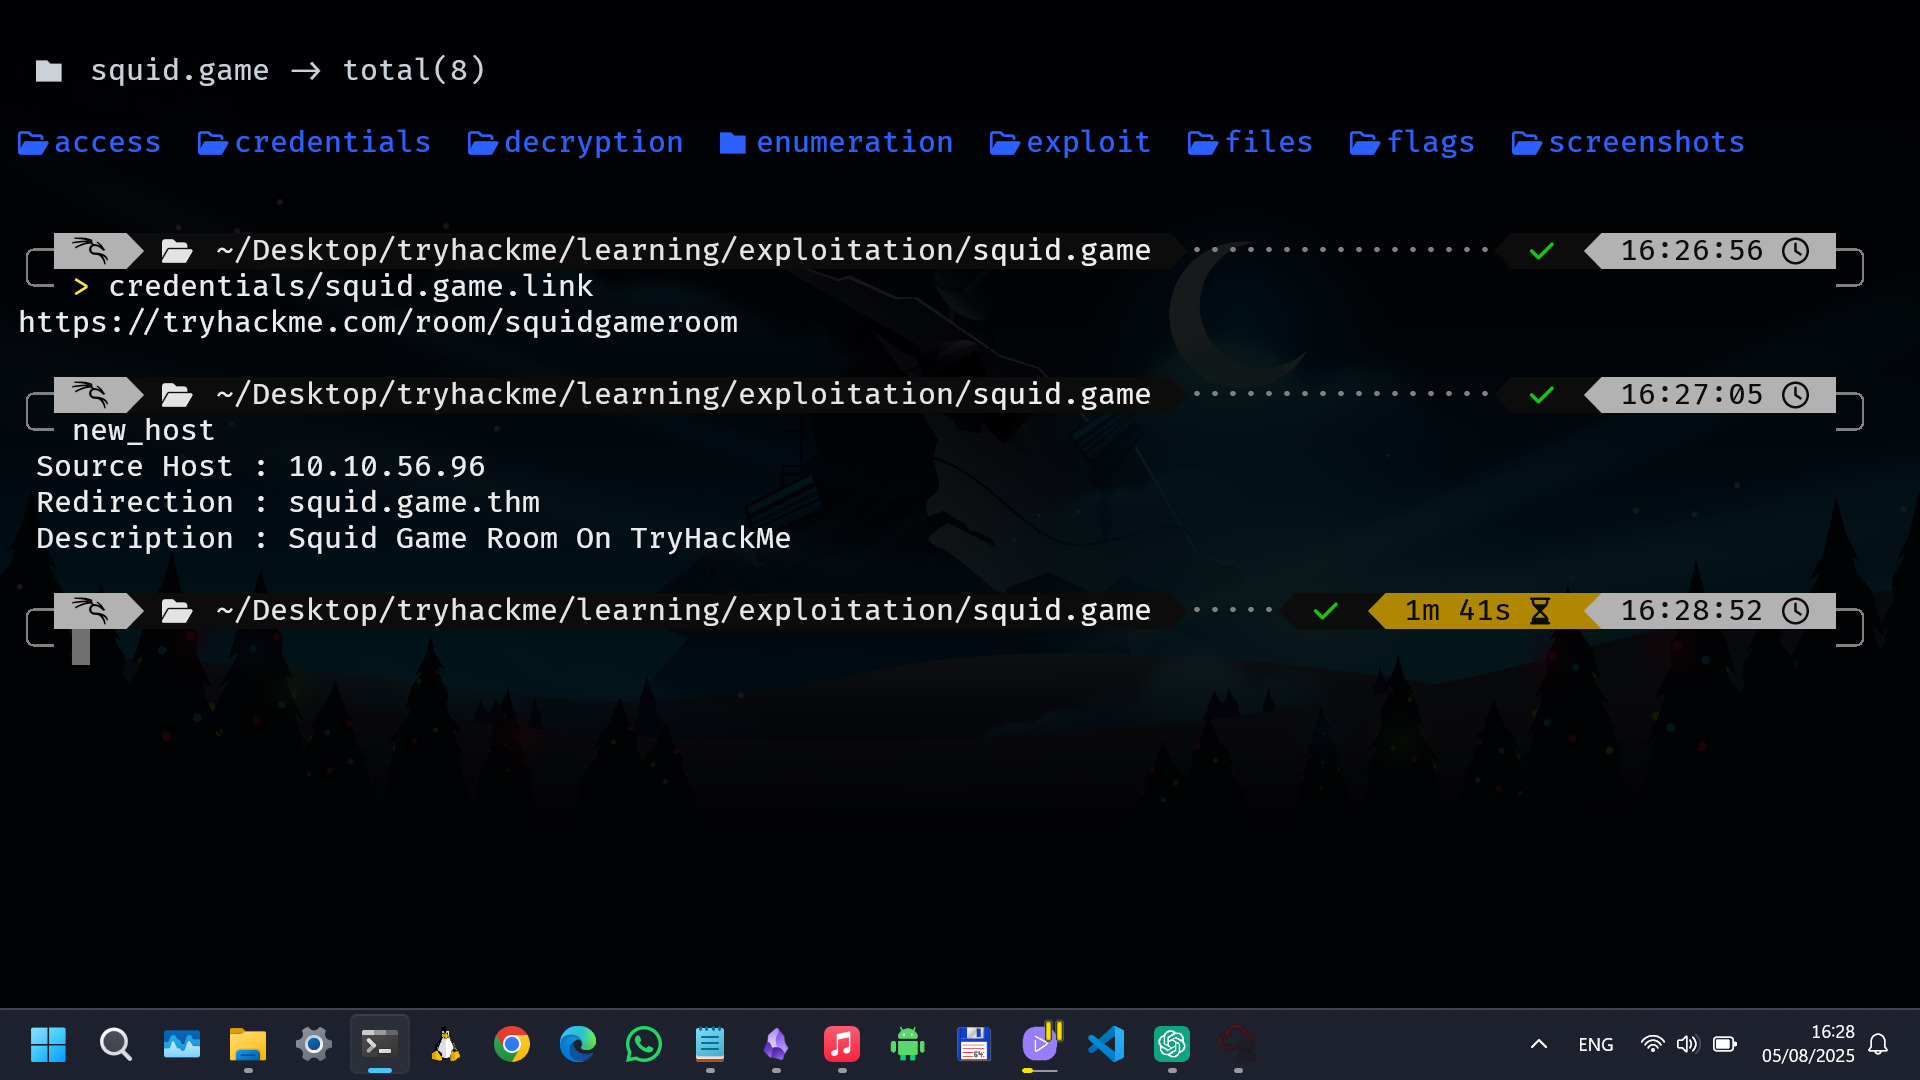 squid.game → total(8)
access credentials decryption enumeration exploit files flags screenshots
~/Desktop/tryhackme/learning/exploitation/squid.game ················· ✓ 16:26:56
> credentials/squid.game.link
https://tryhackme.com/room/squidgameroom
~/Desktop/tryhackme/learning/exploitation/squid.game ················· ✓ 16:27:05
new_host
Source Host : 10.10.56.96
Redirection : squid.game.thm
Description : Squid Game Room On TryHackMe
~/Desktop/tryhackme/learning/exploitation/squid.game ····· ✓ 1m 41s 16:28:52
64
ENG
16:28
05/08/2025